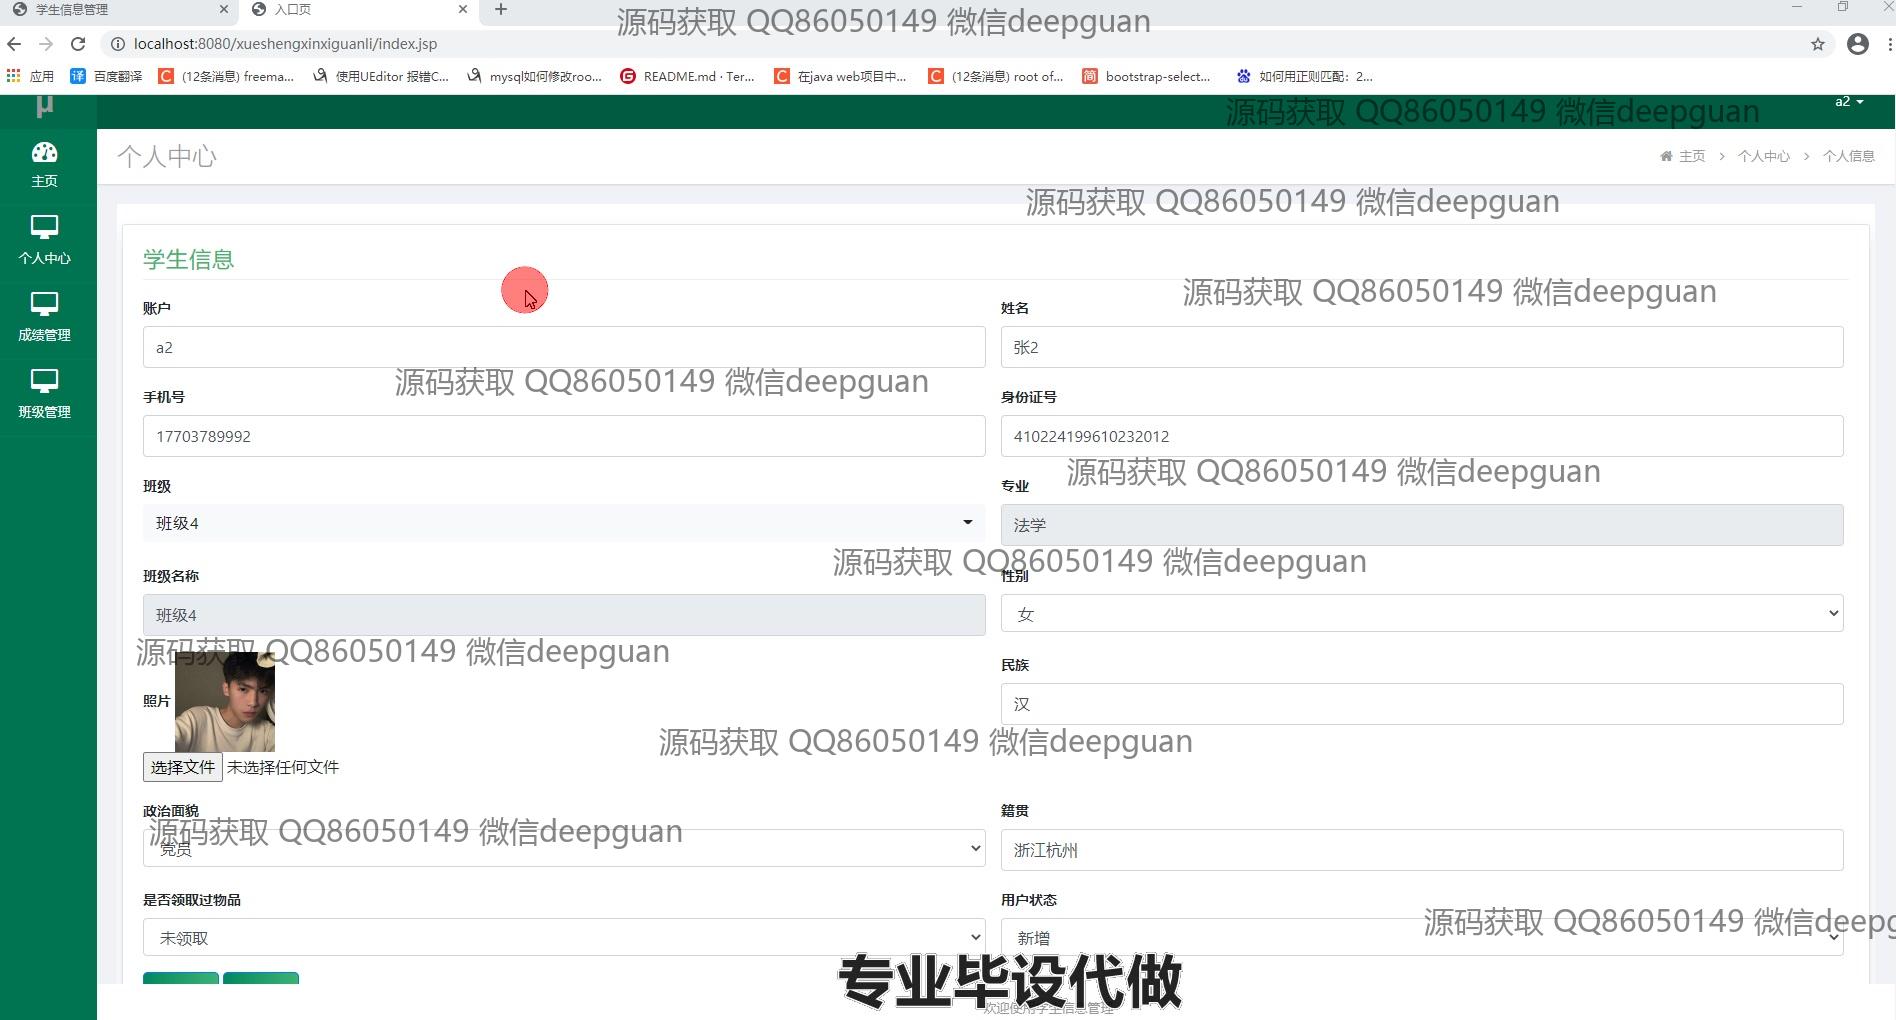 学生信息管理
入口页
源码获取 QQ86050149 微信deepguan
localhost:8080/xueshengxinxiguanli/index.jsp
应用
百度翻译
(12条消息) freema...
使用UEditor 报错C...
mysql如何修改roo...
README.md · Ter...
在java web项目中...
(12条消息) root of...
bootstrap-select...
如何用正则匹配：2...
μ
a2
源码获取 QQ86050149 微信deepguan
个人中心
主页 > 个人中心 > 个人信息
主页
个人中心
成绩管理
班级管理
源码获取 QQ86050149 微信deepguan
学生信息
源码获取 QQ86050149 微信deepguan
账户
姓名
a2
张2
源码获取 QQ86050149 微信deepguan
手机号
身份证号
17703789992
410224199610232012
源码获取 QQ86050149 微信deepguan
班级
专业
班级4
法学
源码获取 QQ86050149 微信deepguan
班级名称
性别
班级4
女
源码获取 QQ86050149 微信deepguan
民族
照片
汉
源码获取 QQ86050149 微信deepguan
选择文件 未选择任何文件
政治面貌
籍贯
源码获取 QQ86050149 微信deepguan
党员
浙江杭州
是否领取过物品
用户状态
源码获取 QQ86050149 微信deepg
未领取
新增
专业毕设代做
欢迎使用学生信息管理